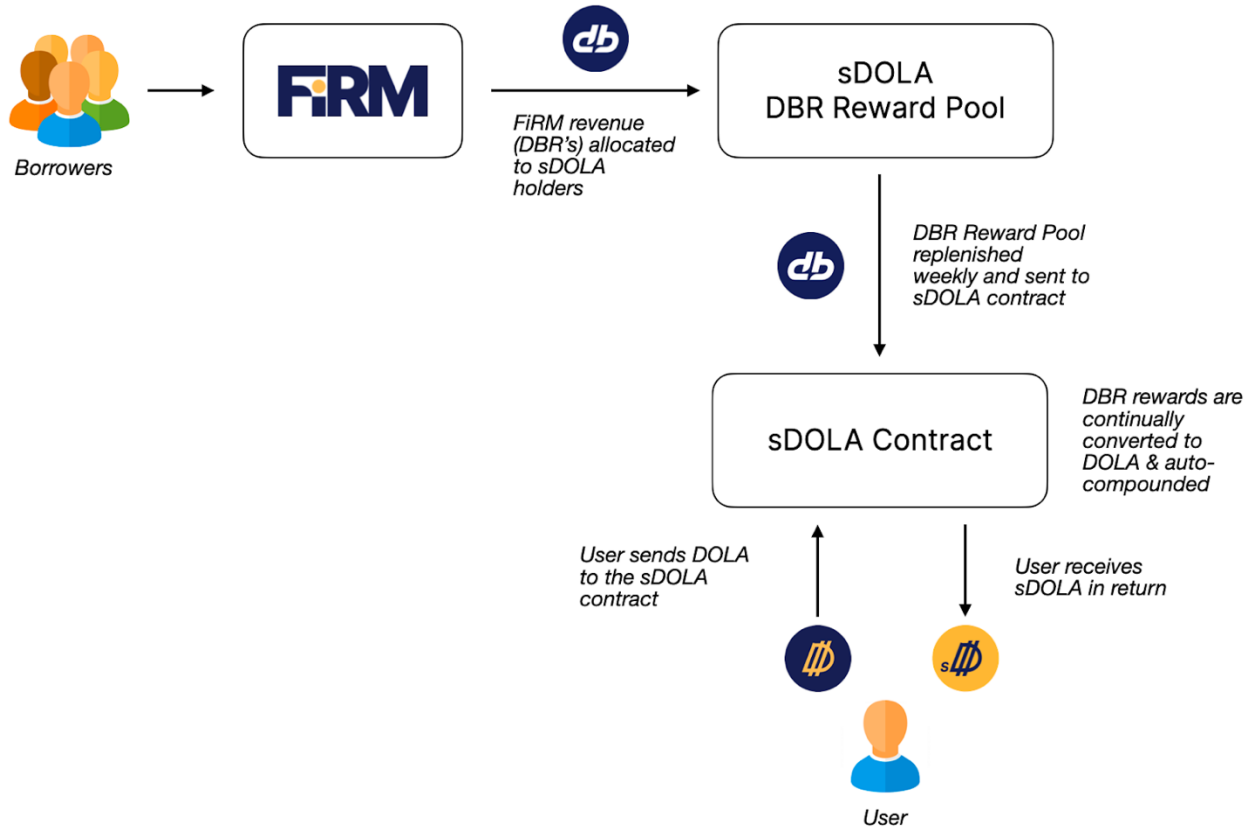 Borrowers
FiRM
db
FiRM revenue
(DBR's) allocated
to sDOLA
holders
sDOLA
DBR Reward Pool
db
DBR Reward Pool
replenished
weekly and sent to
sDOLA contract
sDOLA Contract
DBR rewards are
continually
converted to
DOLA & auto-
compounded
User sends DOLA
to the sDOLA
contract
User receives
sDOLA in return
s
User